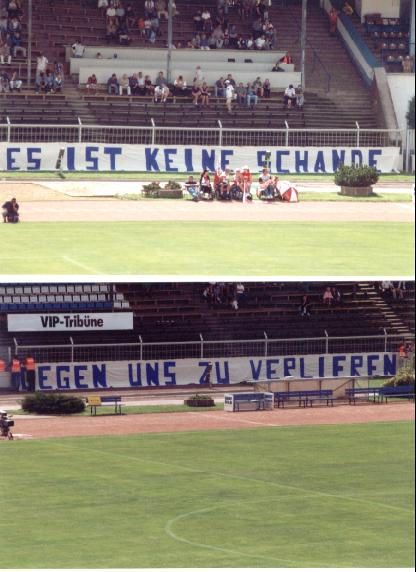 ES IST KEINE SCHANDE
VIP-Tribüne
EGEN UNS ZU VERLIEREN